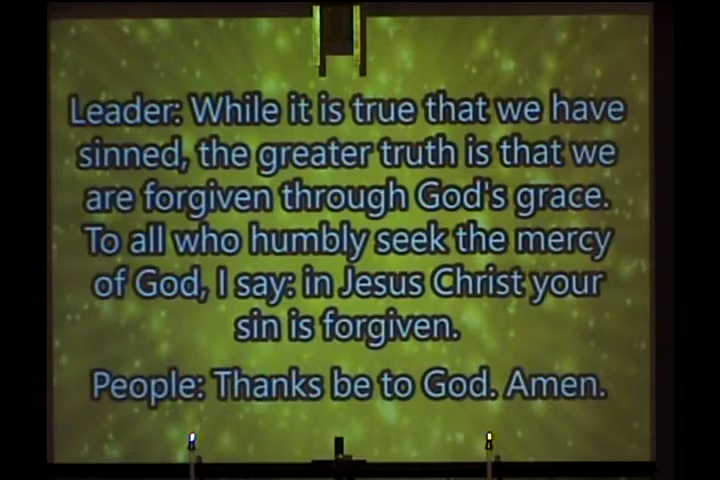 Leader: While it is true that we have
sinned, the greater truth is that we
are forgiven through God's grace.
To all who humbly seek the mercy
of God, I say: in Jesus Christ your
sin is forgiven.
People: Thanks be to God. Amen.